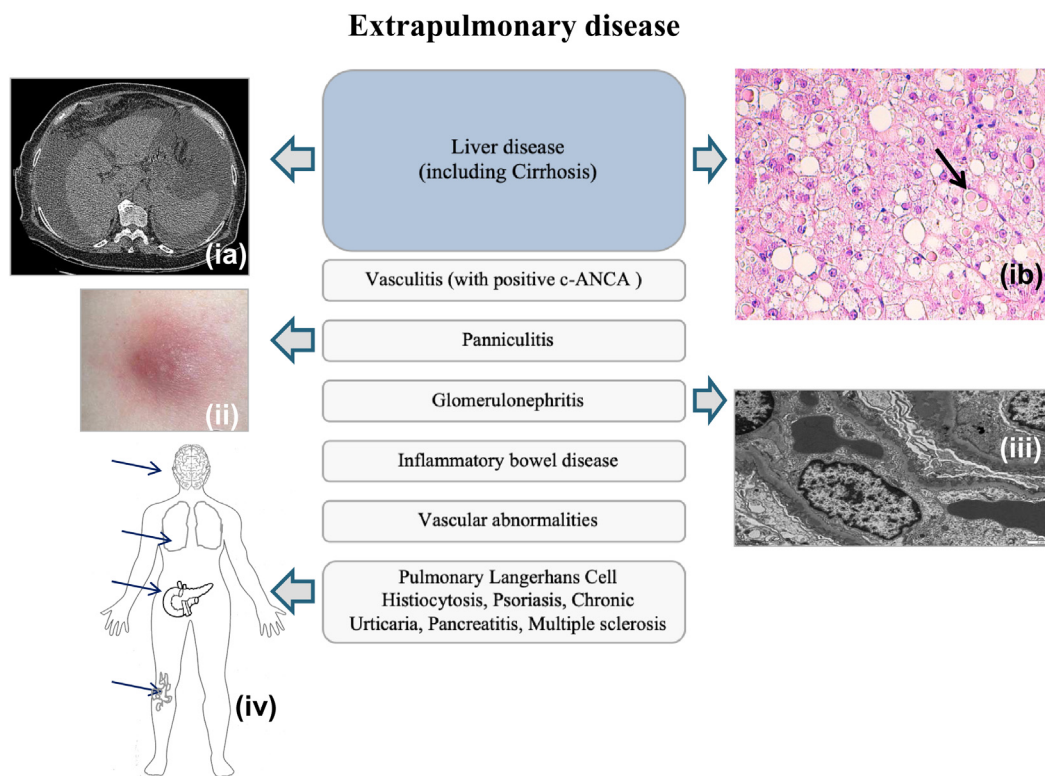 Extrapulmonary disease
Liver disease
(including Cirrhosis)
(ia)
(ib)
Vasculitis (with positive c-ANCA )
Panniculitis
(ii)
Glomerulonephritis
(iii)
Inflammatory bowel disease
Vascular abnormalities
Pulmonary Langerhans Cell
Histiocytosis, Psoriasis, Chronic
Urticaria, Pancreatitis, Multiple sclerosis
(iv)